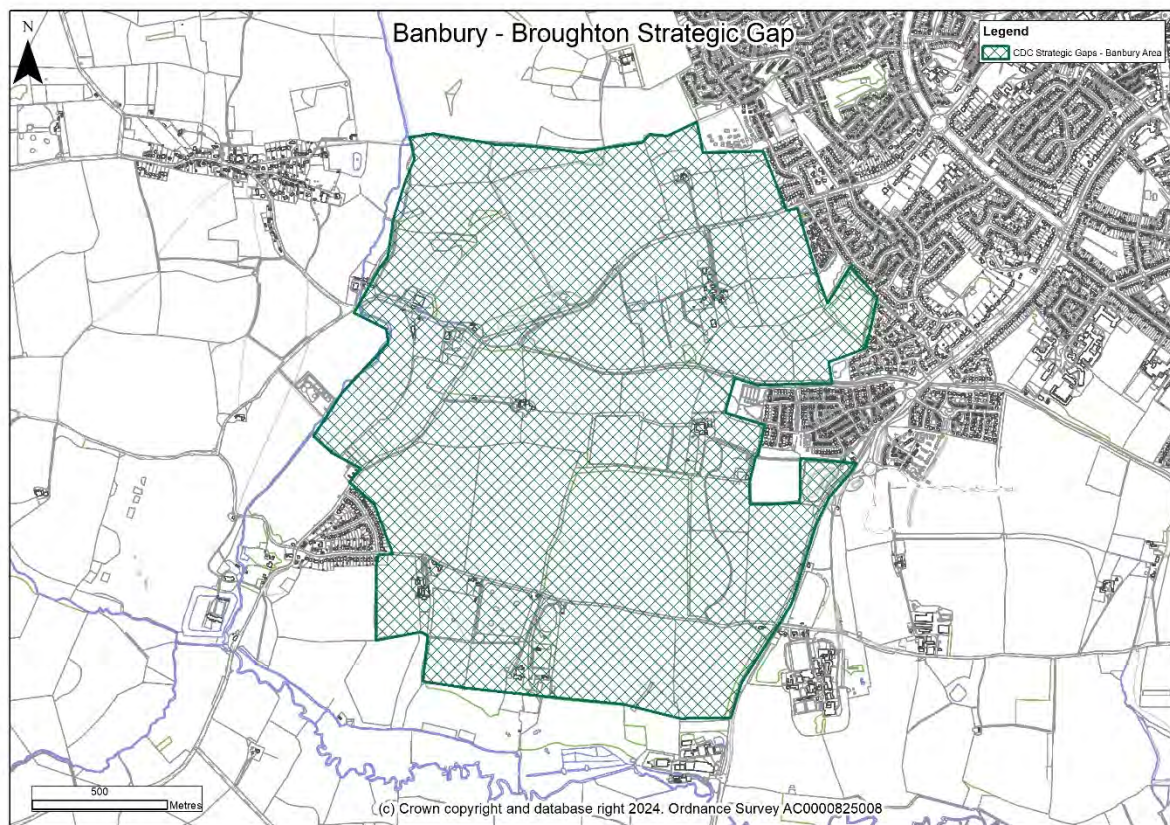 N
Banbury - Broughton Strategic Gap
Legend
CDC Strategic Gaps - Banbury Area
500
Metres
(c) Crown copyright and database right 2024. Ordnance Survey AC0000825008